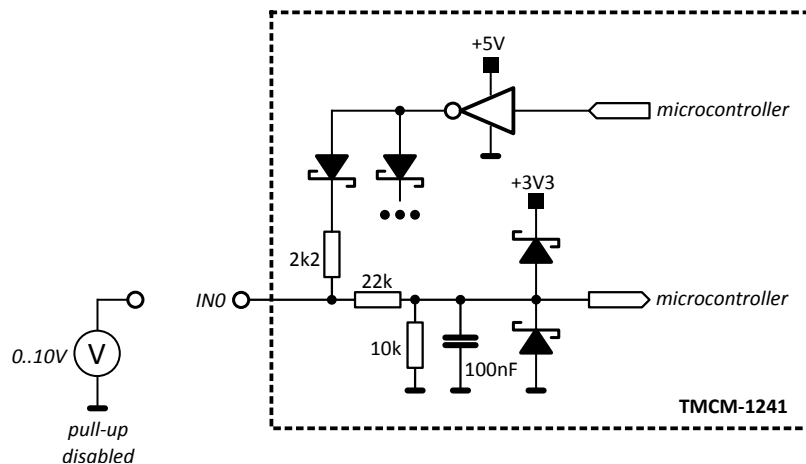 +5V
microcontroller
+3V3
2k2
22k
IN0
microcontroller
0..10V
V
10k
100nF
TMCM-1241
pull-up
disabled